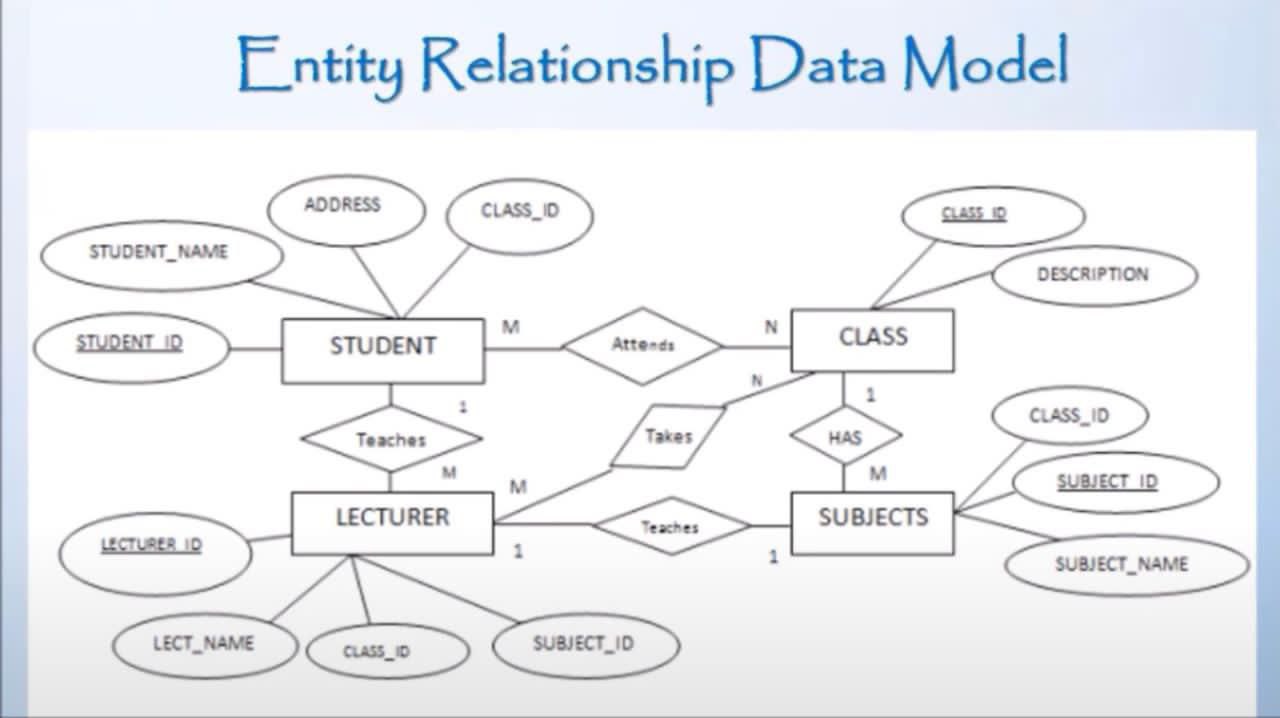 Entity Relationship Data Model
ADDRESS
CLASS_ID
CLASS_ID
STUDENT_NAME
DESCRIPTION
STUDENT_ID
STUDENT
M
Attends
N
CLASS
N
1
1
CLASS_ID
Teaches
Takes
HAS
M
M
M
SUBJECT_ID
LECTURER
Teaches
SUBJECTS
LECTURER_ID
1
1
SUBJECT_NAME
LECT_NAME
CLASS_ID
SUBJECT_ID